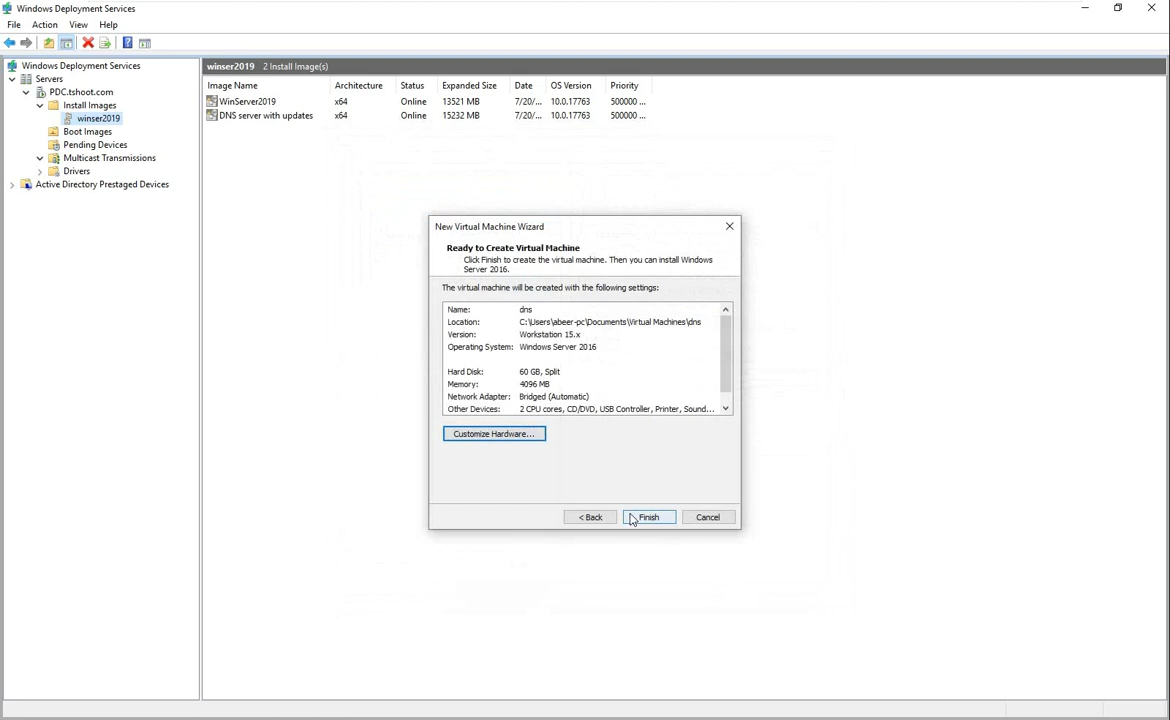 Windows Deployment Services
File Action View Help
Windows Deployment Services
Servers
PDC.tshoot.com
Install Images
winser2019
Boot Images
Pending Devices
Multicast Transmissions
Drivers
Active Directory Prestaged Devices
winser2019 2 Install Image(s)
Image Name Architecture Status Expanded Size Date OS Version Priority
WinServer2019 x64 Online 13521 MB 7/20/... 10.0.17763 500000 ...
DNS server with updates x64 Online 15232 MB 7/20/... 10.0.17763 500000 ...
New Virtual Machine Wizard
Ready to Create Virtual Machine
Click Finish to create the virtual machine. Then you can install Windows
Server 2016.
The virtual machine will be created with the following settings:
Name: dns
Location: C:\Users\abeer-pc\Documents\Virtual Machines\dns
Version: Workstation 15.x
Operating System: Windows Server 2016
Hard Disk: 60 GB, Split
Memory: 4096 MB
Network Adapter: Bridged (Automatic)
Other Devices: 2 CPU cores, CD/DVD, USB Controller, Printer, Sound...
Customize Hardware...
< Back Finish Cancel